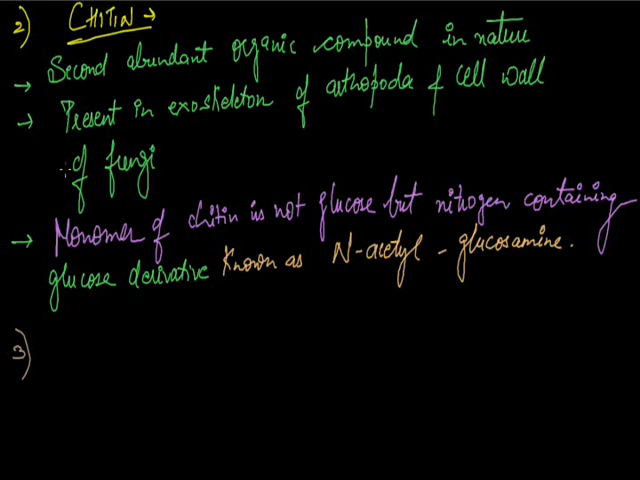 2) CHITIN →
→ Second abundant organic compound in nature
→ Present in exoskeleton of arthopoda & cell wall
of fungi
→ Monomer of chitin is not glucose but nitrogen containing
glucose derivative known as N-acetyl-glucosamine.
3)